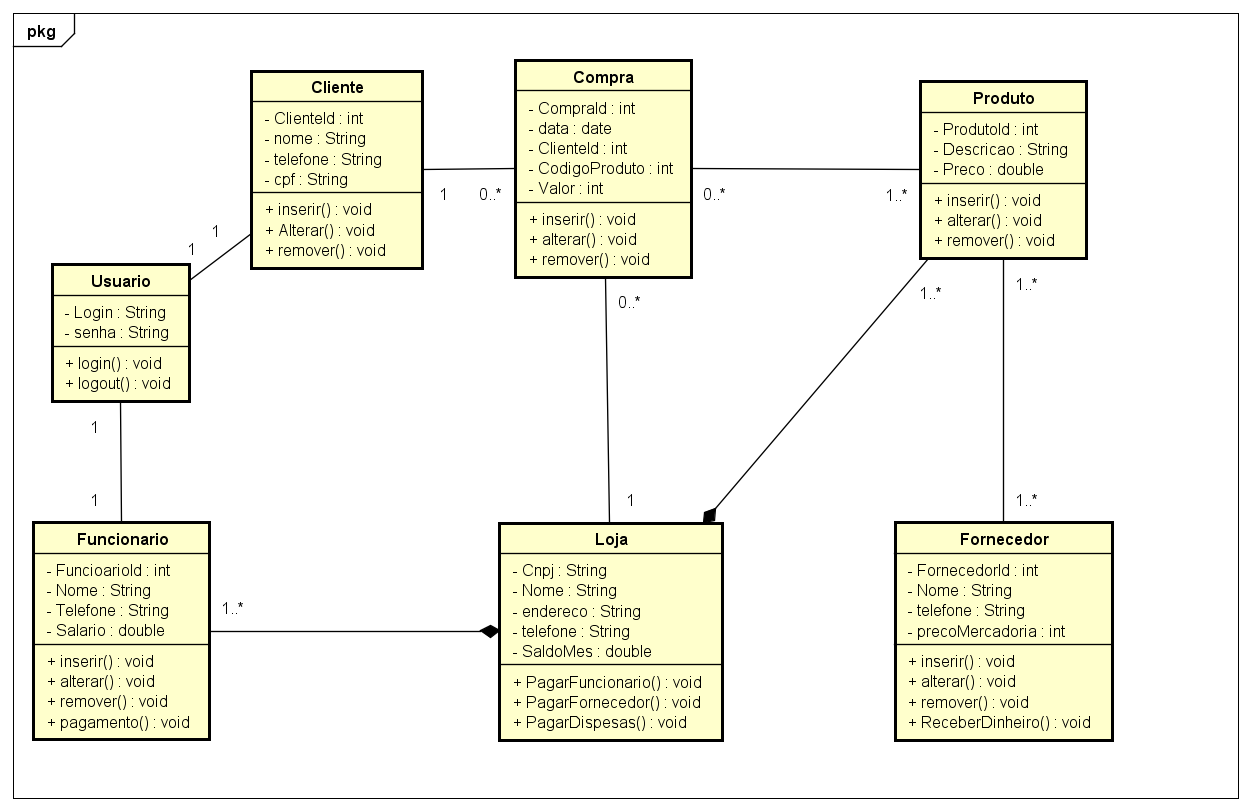 pkg
Cliente
- ClienteId : int
- nome : String
- telefone : String
- cpf : String
+ inserir() : void
+ Alterar() : void
+ remover() : void
Compra
- CompraId : int
- data : date
- ClienteId : int
- CodigoProduto : int
- Valor : int
+ inserir() : void
+ alterar() : void
+ remover() : void
Produto
- ProdutoId : int
- Descricao : String
- Preco : double
+ inserir() : void
+ alterar() : void
+ remover() : void
1
0..*
0..*
1..*
1
1
Usuario
- Login : String
- senha : String
+ login() : void
+ logout() : void
0..*
1..*
1..*
1
1
1
1..*
Funcionario
- FuncioarioId : int
- Nome : String
- Telefone : String
- Salario : double
+ inserir() : void
+ alterar() : void
+ remover() : void
+ pagamento() : void
1..*
Loja
- Cnpj : String
- Nome : String
- endereco : String
- telefone : String
- SaldoMes : double
+ PagarFuncionario() : void
+ PagarFornecedor() : void
+ PagarDispesas() : void
Fornecedor
- FornecedorId : int
- Nome : String
- telefone : String
- precoMercadoria : int
+ inserir() : void
+ alterar() : void
+ remover() : void
+ ReceberDinheiro() : void